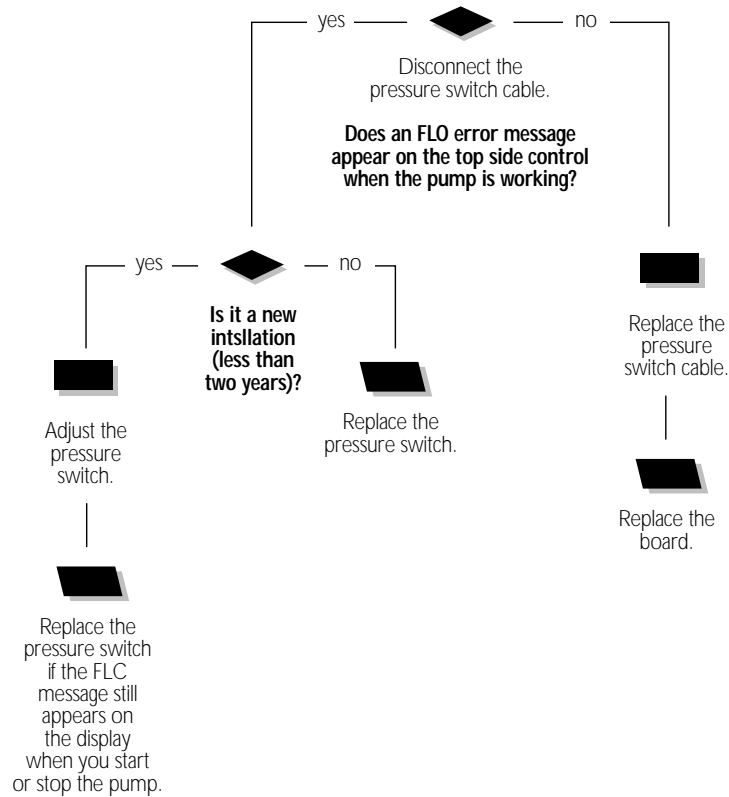 yes
no
Disconnect the
pressure switch cable.
Does an FLO error message
appear on the top side control
when the pump is working?
yes
no
Is it a new
intsllation
(less than
two years)?
Adjust the
pressure
switch.
Replace the
pressure switch.
Replace the
pressure
switch cable.
Replace the
board.
Replace the
pressure switch
if the FLC
message still
appears on
the display
when you start
or stop the pump.